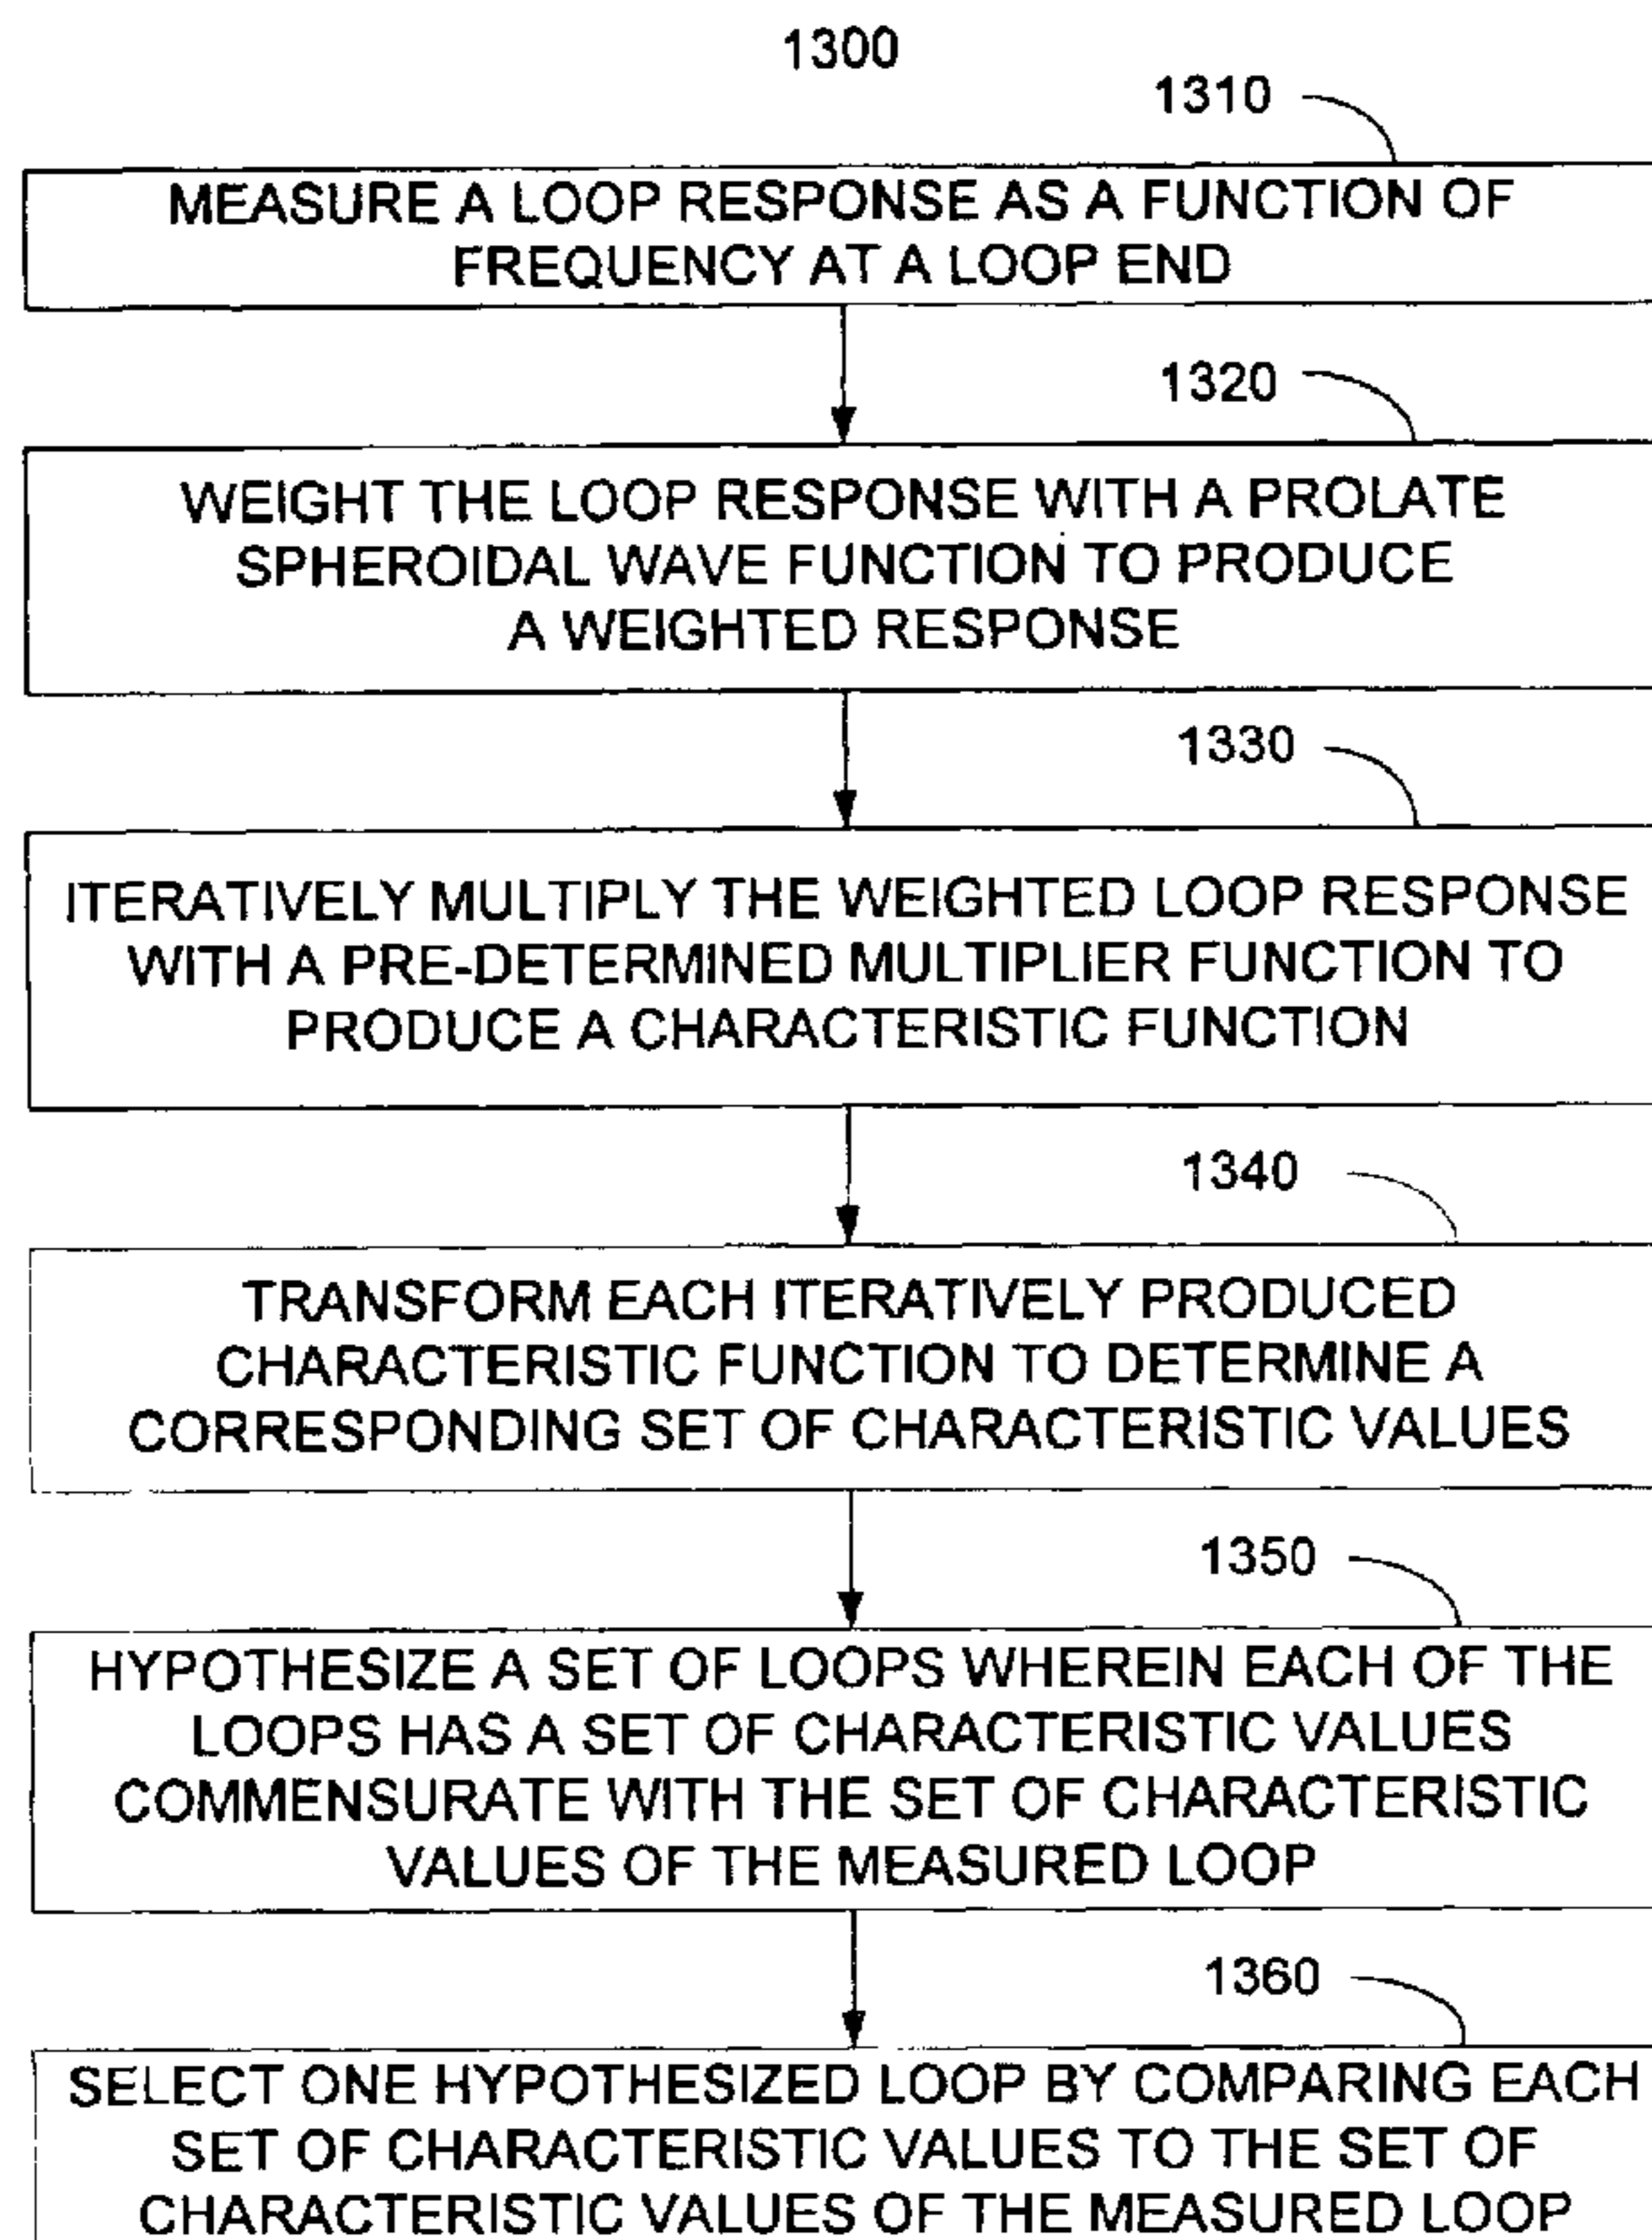 1300
1310
MEASURE A LOOP RESPONSE AS A FUNCTION OF
FREQUENCY AT A LOOP END
1320
WEIGHT THE LOOP RESPONSE WITH A PROLATE
SPHEROIDAL WAVE FUNCTION TO PRODUCE
A WEIGHTED RESPONSE
1330
ITERATIVELY MULTIPLY THE WEIGHTED LOOP RESPONSE
WITH A PRE-DETERMINED MULTIPLIER FUNCTION TO
PRODUCE A CHARACTERISTIC FUNCTION
1340
TRANSFORM EACH ITERATIVELY PRODUCED
CHARACTERISTIC FUNCTION TO DETERMINE A
CORRESPONDING SET OF CHARACTERISTIC VALUES
1350
HYPOTHESIZE A SET OF LOOPS WHEREIN EACH OF THE
LOOPS HAS A SET OF CHARACTERISTIC VALUES
COMMENSURATE WITH THE SET OF CHARACTERISTIC
VALUES OF THE MEASURED LOOP
1360
SELECT ONE HYPOTHESIZED LOOP BY COMPARING EACH
SET OF CHARACTERISTIC VALUES TO THE SET OF
CHARACTERISTIC VALUES OF THE MEASURED LOOP